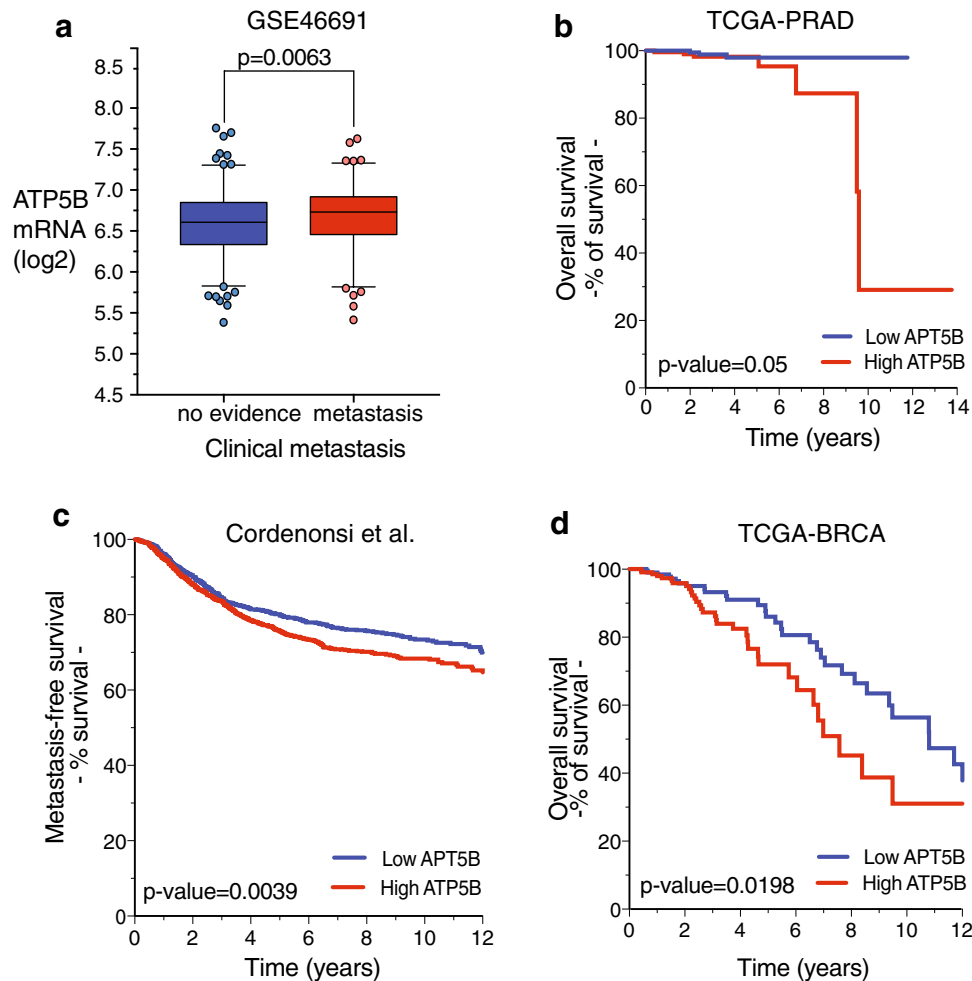 a
GSE46691
p=0.0063
ATP5B
mRNA
(log2)
8.5
8.0
7.5
7.0
6.5
6.0
5.5
5.0
4.5
no evidence metastasis
Clinical metastasis
b
TCGA-PRAD
Overall survival
-% of survival -
100
80
60
40
20
0
Low APT5B
High ATP5B
p-value=0.05
0 2 4 6 8 10 12 14
Time (years)
c
Cordenonsi et al.
Metastasis-free survival
- % survival -
100
80
60
40
20
0
Low APT5B
High ATP5B
p-value=0.0039
0 2 4 6 8 10 12
Time (years)
d
TCGA-BRCA
Overall survival
-% of survival -
100
80
60
40
20
0
Low APT5B
High ATP5B
p-value=0.0198
0 2 4 6 8 10 12
Time (years)